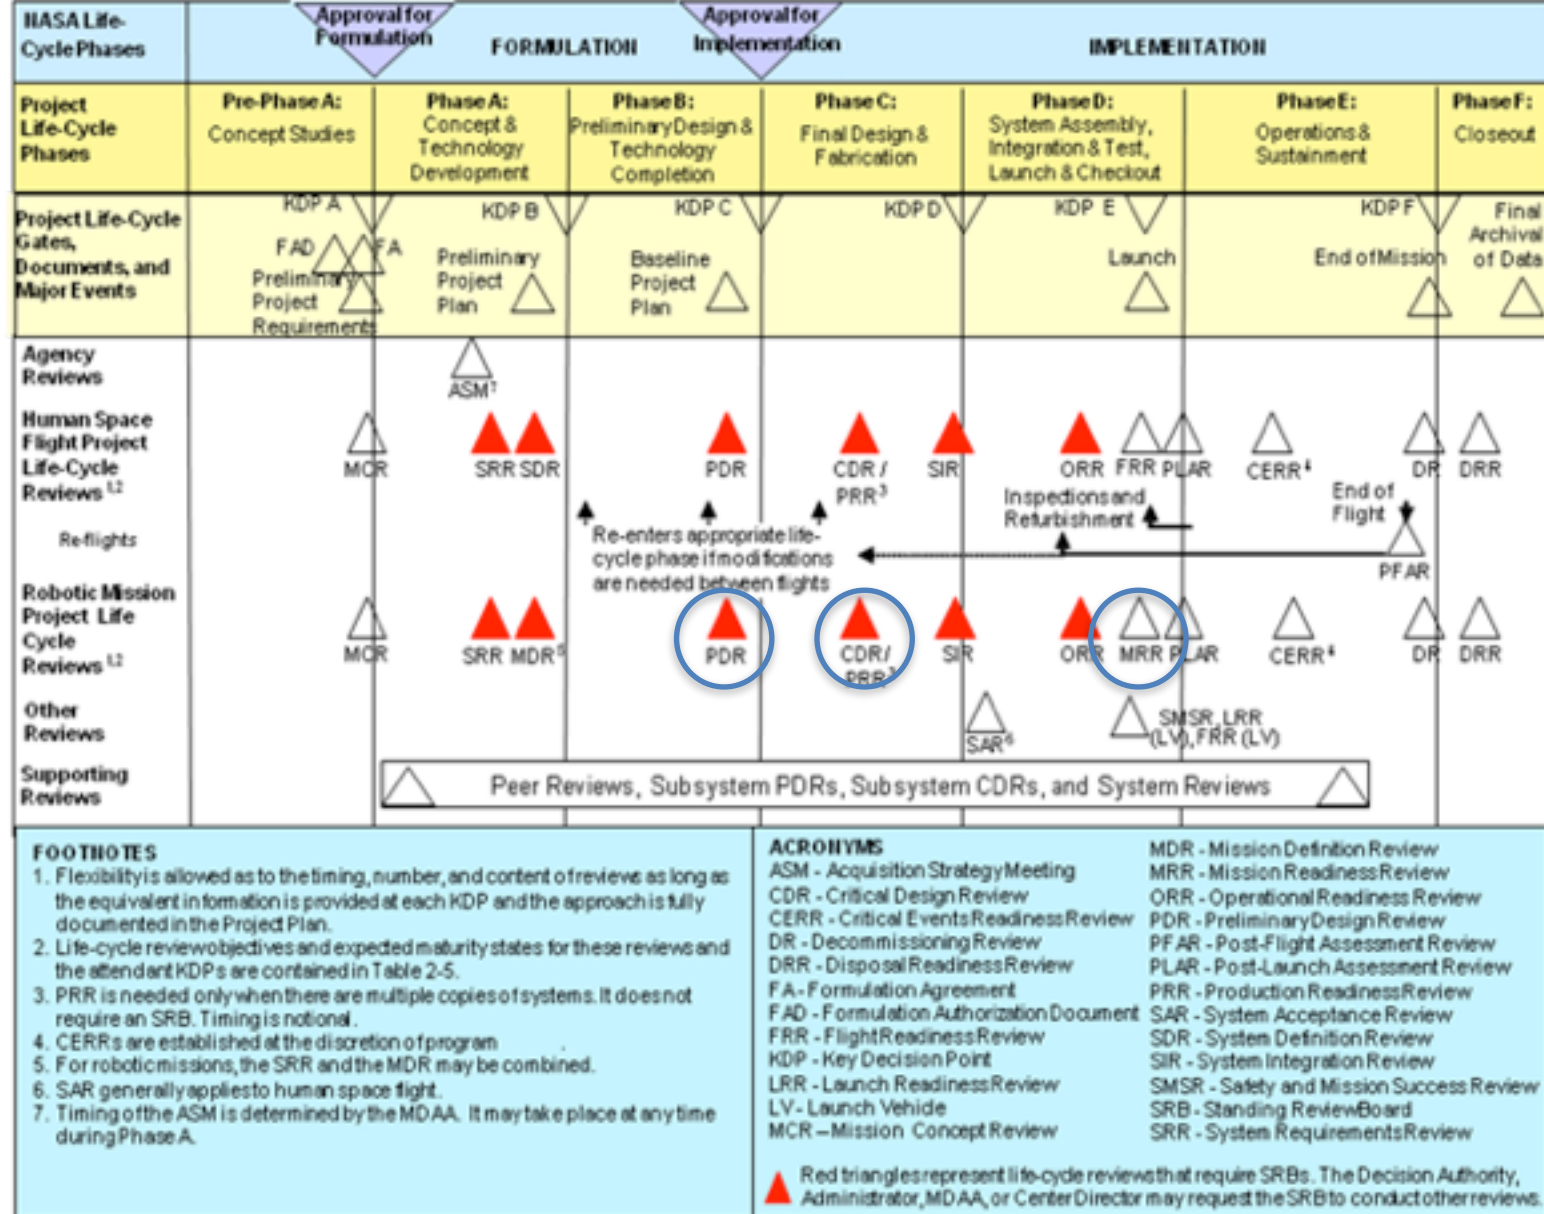 NASA Life-
Cycle Phases
Approval for
Formulation
FORMULATION
Approval for
Implementation
IMPLEMENTATION
Project
Life-Cycle
Phases
Pre-Phase A:
Concept Studies
Phase A:
Concept &
Technology
Development
Phase B:
Preliminary Design &
Technology
Completion
Phase C:
Final Design &
Fabrication
Phase D:
System Assembly,
Integration & Test,
Launch & Checkout
Phase E:
Operations &
Sustainment
Phase F:
Closeout
Project Life-Cycle
Gates,
Documents, and
Major Events
KDP A
FAD
FA
Preliminary
Project
Requirements
KDP B
Preliminary
Project
Plan
KDP C
Baseline
Project
Plan
KDP D
KDP E
Launch
KDP F
End of Mission
Final
Archival
of Data
Agency
Reviews
ASM7
Human Space
Flight Project
Life-Cycle
Reviews 1,2
MCR
SRR SDR
PDR
CDR /
PRR3
SIR
ORR
FRR
PLAR
CERR4
DR
DRR
Re-flights
Re-enters appropriate life-
cycle phase if modifications
are needed between flights
Inspections and
Refurbishment
End of
Flight
PFAR
Robotic Mission
Project Life
Cycle
Reviews 1,2
MCR
SRR MDR5
PDR
CDR/
PRR3
SIR
ORR
MRR
PLAR
CERR4
DR
DRR
Other
Reviews
SAR6
SMSR, LRR
(LV), FRR (LV)
Supporting
Reviews
Peer Reviews, Subsystem PDRs, Subsystem CDRs, and System Reviews
FOOTNOTES
1. Flexibility is allowed as to the timing, number, and content of reviews as long as
the equivalent information is provided at each KDP and the approach is fully
documented in the Project Plan.
2. Life-cycle review objectives and expected maturity states for these reviews and
the attendant KDPs are contained in Table 2-5.
3. PRR is needed only when there are multiple copies of systems. It does not
require an SRB. Timing is notional.
4. CERRs are established at the discretion of program
5. For robotic missions, the SRR and the MDR may be combined.
6. SAR generally applies to human space flight.
7. Timing of the ASM is determined by the MDAA. It may take place at any time
during Phase A.
ACRONYMS
ASM - Acquisition Strategy Meeting
CDR - Critical Design Review
CERR - Critical Events Readiness Review
DR - Decommissioning Review
DRR - Disposal Readiness Review
FA - Formulation Agreement
FAD - Formulation Authorization Document
FRR - Flight Readiness Review
KDP - Key Decision Point
LRR - Launch Readiness Review
LV - Launch Vehicle
MCR – Mission Concept Review
MDR - Mission Definition Review
MRR - Mission Readiness Review
ORR - Operational Readiness Review
PDR - Preliminary Design Review
PFAR - Post-Flight Assessment Review
PLAR - Post-Launch Assessment Review
PRR - Production Readiness Review
SAR - System Acceptance Review
SDR - System Definition Review
SIR - System Integration Review
SMSR - Safety and Mission Success Review
SRB - Standing Review Board
SRR - System Requirements Review
Red triangles represent life-cycle reviews that require SRBs. The Decision Authority,
Administrator, MDAA, or Center Director may request the SRB to conduct other reviews.